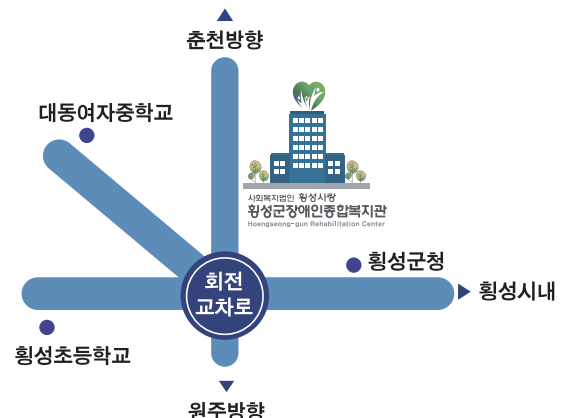 춘천방향
대동여자중학교
사회복지법인 횡성사랑
횡성군장애인종합복지관
Hoengseong-gun Rehabilitation Center
횡성군청
회전
교차로
횡성시내
횡성초등학교
원주방향